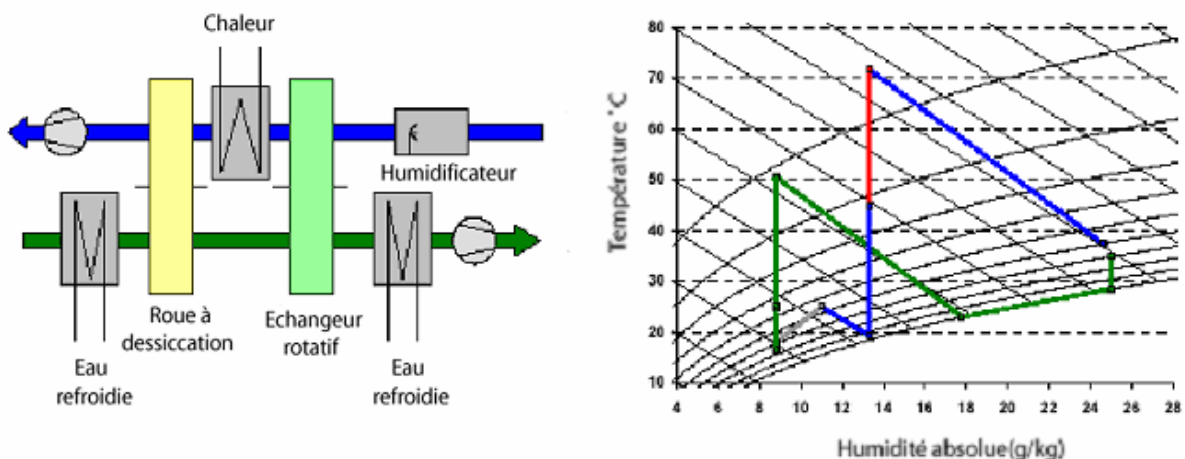 Chaleur
Humidificateur
Roue à
dessiccation
Echangeur
rotatif
Eau
refroidie
Eau
refroidie
Température °C
80
70
60
50
40
30
20
10
4
6
8
10
12
14
16
18
20
22
24
26
28
Humidité absolue(g/kg)